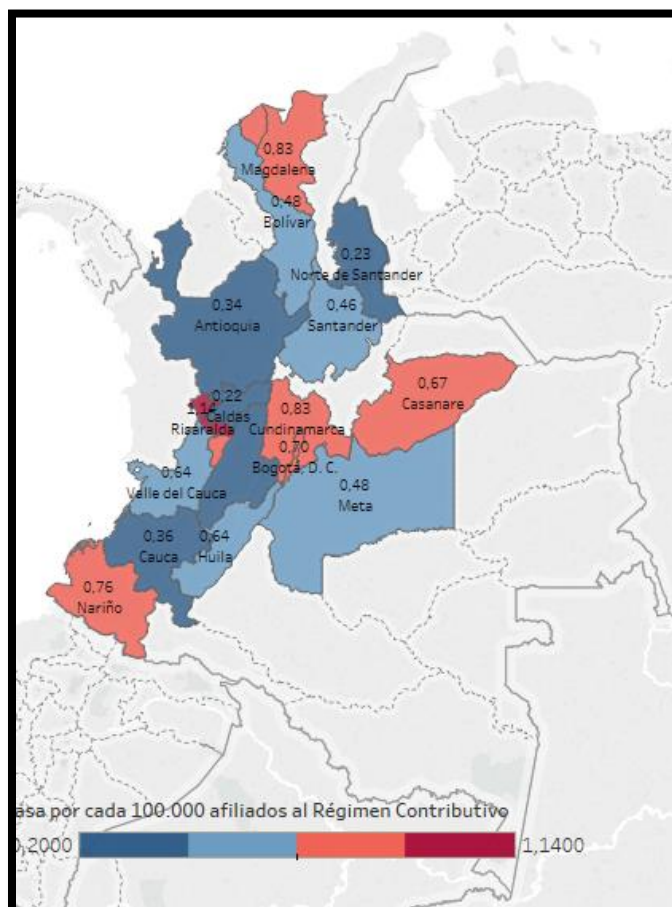 0,83
Magdalena
0,48
Bolívar
0,23
Norte de Santander
0,34
Antioquia
0,46
Santander
0,67
Casanare
0,22
Caldas
1,14
Risaralda
0,83
Cundinamarca
0,70
Bogotá, D. C.
0,64
Valle del Cauca
0,48
Meta
0,36
Cauca
0,64
Huila
0,76
Nariño
asa por cada 100.000 afiliados al Régimen Contributivo
0,2000 1,1400